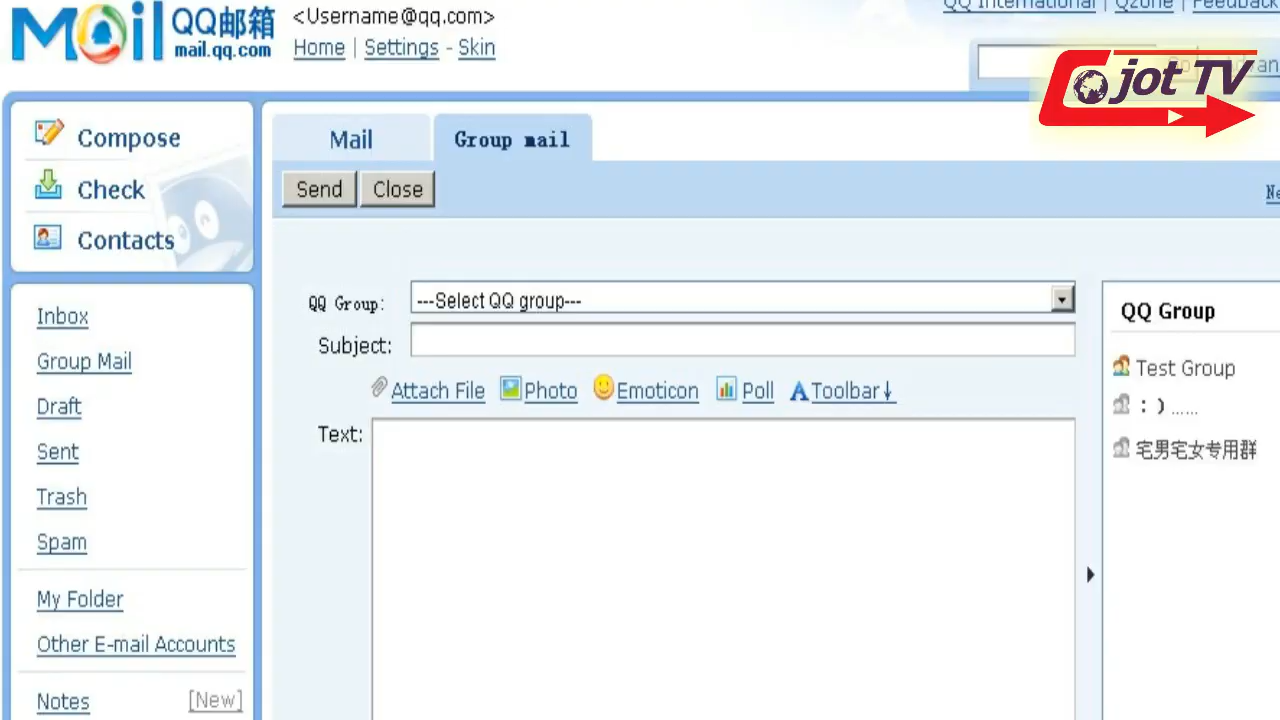 Mail QQ邮箱
mail.qq.com
<Username@qq.com>
Home | Settings - Skin
QQ International | Qzone | Feedback
Cjot TV
Compose
Check
Contacts
Mail
Group mail
Send
Close
Inbox
Group Mail
Draft
Sent
Trash
Spam
My Folder
Other E-mail Accounts
Notes [New]
QQ Group: ---Select QQ group---
Subject:
Attach File Photo Emoticon Poll A Toolbar↓
Text:
QQ Group
Test Group
: ) ......
宅男宅女专用群